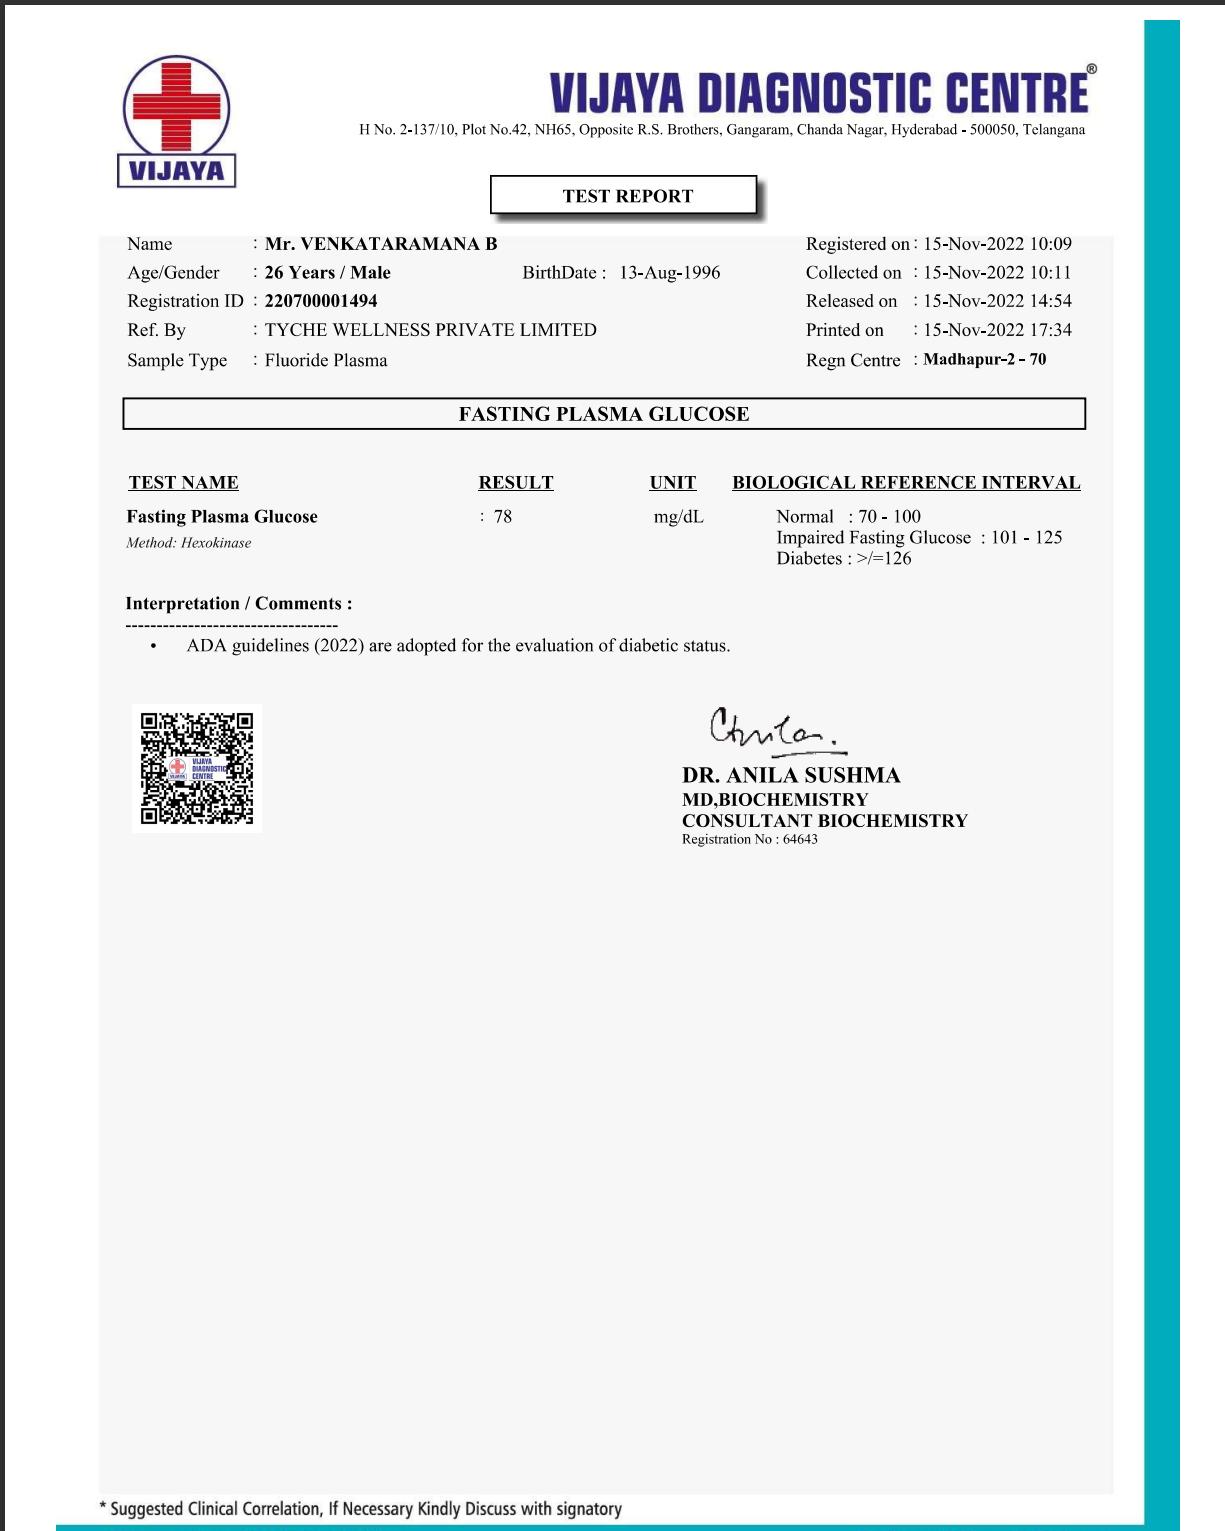 VIJAYA
VIJAYA DIAGNOSTIC CENTRE®
H No. 2-137/10, Plot No.42, NH65, Opposite R.S. Brothers, Gangaram, Chanda Nagar, Hyderabad - 500050, Telangana
TEST REPORT
Name : Mr. VENKATARAMANA B Registered on : 15-Nov-2022 10:09
Age/Gender : 26 Years / Male BirthDate : 13-Aug-1996 Collected on : 15-Nov-2022 10:11
Registration ID : 220700001494 Released on : 15-Nov-2022 14:54
Ref. By : TYCHE WELLNESS PRIVATE LIMITED Printed on : 15-Nov-2022 17:34
Sample Type : Fluoride Plasma Regn Centre : Madhapur-2 - 70
FASTING PLASMA GLUCOSE
TEST NAME RESULT UNIT BIOLOGICAL REFERENCE INTERVAL
Fasting Plasma Glucose : 78 mg/dL Normal : 70 - 100
Method: Hexokinase Impaired Fasting Glucose : 101 - 125
Diabetes : >/=126
Interpretation / Comments :
----------------------------------
• ADA guidelines (2022) are adopted for the evaluation of diabetic status.
VIJAYA
DIAGNOSTIC
CENTRE
VIJAYA
DR. ANILA SUSHMA
MD,BIOCHEMISTRY
CONSULTANT BIOCHEMISTRY
Registration No : 64643
* Suggested Clinical Correlation, If Necessary Kindly Discuss with signatory